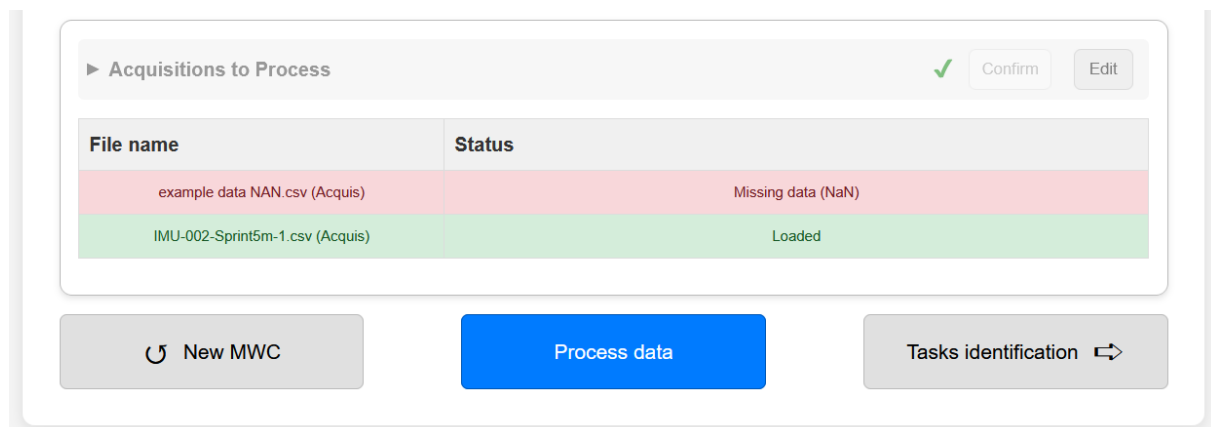 ▶ Acquisitions to Process ✓ Confirm Edit
File name Status
example data NAN.csv (Acquis) Missing data (NaN)
IMU-002-Sprint5m-1.csv (Acquis) Loaded
↺ New MWC Process data Tasks identification ➪